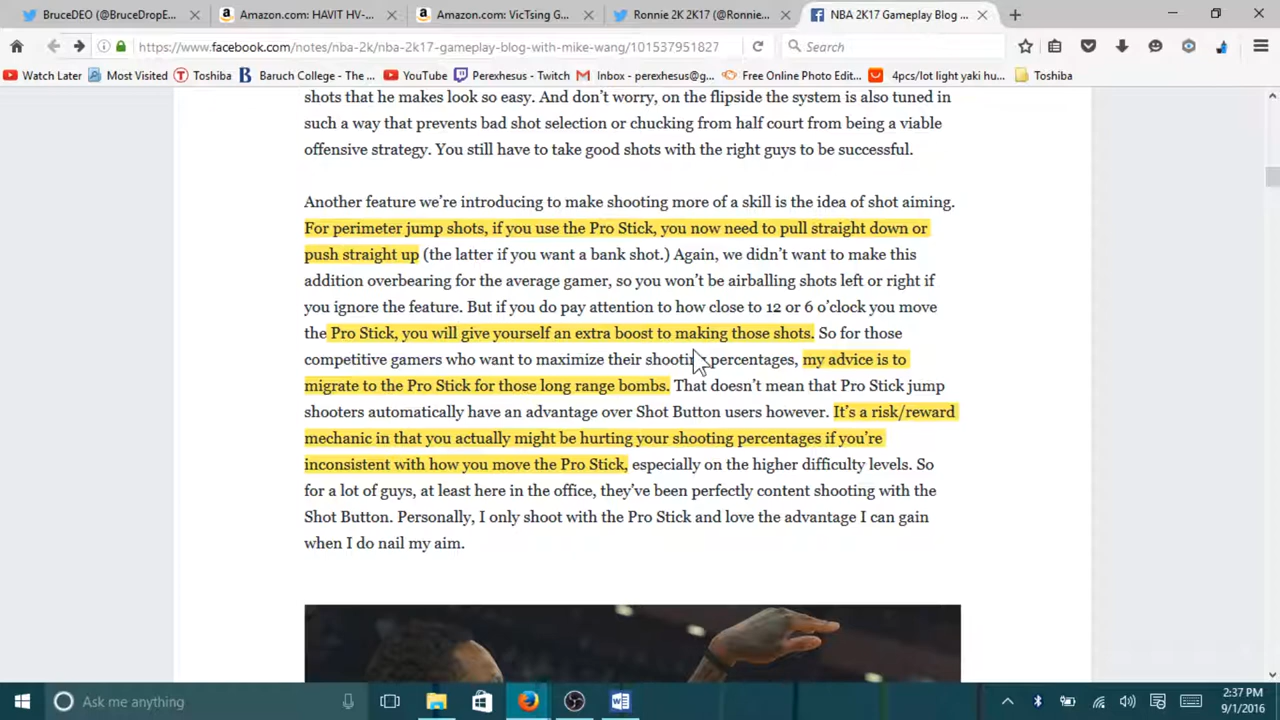 BruceDEO (@BruceDropE...
Amazon.com: HAVIT HV-...
Amazon.com: VicTsing G...
Ronnie 2K 2K17 (@Ronnie...
NBA 2K17 Gameplay Blog ...
https://www.facebook.com/notes/nba-2k/nba-2k17-gameplay-blog-with-mike-wang/101537951827
Search
Watch Later
Most Visited
Toshiba
Baruch College - The ...
YouTube
Perexhesus - Twitch
Inbox - perexhesus@g...
Free Online Photo Edit...
4pcs/lot light yaki hu...
Toshiba
shots that he makes look so easy. And don't worry, on the flipside the system is also tuned in
such a way that prevents bad shot selection or chucking from half court from being a viable
offensive strategy. You still have to take good shots with the right guys to be successful.
Another feature we're introducing to make shooting more of a skill is the idea of shot aiming.
For perimeter jump shots, if you use the Pro Stick, you now need to pull straight down or
push straight up (the latter if you want a bank shot.) Again, we didn't want to make this
addition overbearing for the average gamer, so you won't be airballing shots left or right if
you ignore the feature. But if you do pay attention to how close to 12 or 6 o'clock you move
the Pro Stick, you will give yourself an extra boost to making those shots. So for those
competitive gamers who want to maximize their shooting percentages, my advice is to
migrate to the Pro Stick for those long range bombs. That doesn't mean that Pro Stick jump
shooters automatically have an advantage over Shot Button users however. It's a risk/reward
mechanic in that you actually might be hurting your shooting percentages if you're
inconsistent with how you move the Pro Stick, especially on the higher difficulty levels. So
for a lot of guys, at least here in the office, they've been perfectly content shooting with the
Shot Button. Personally, I only shoot with the Pro Stick and love the advantage I can gain
when I do nail my aim.
Ask me anything
2:37 PM
9/1/2016